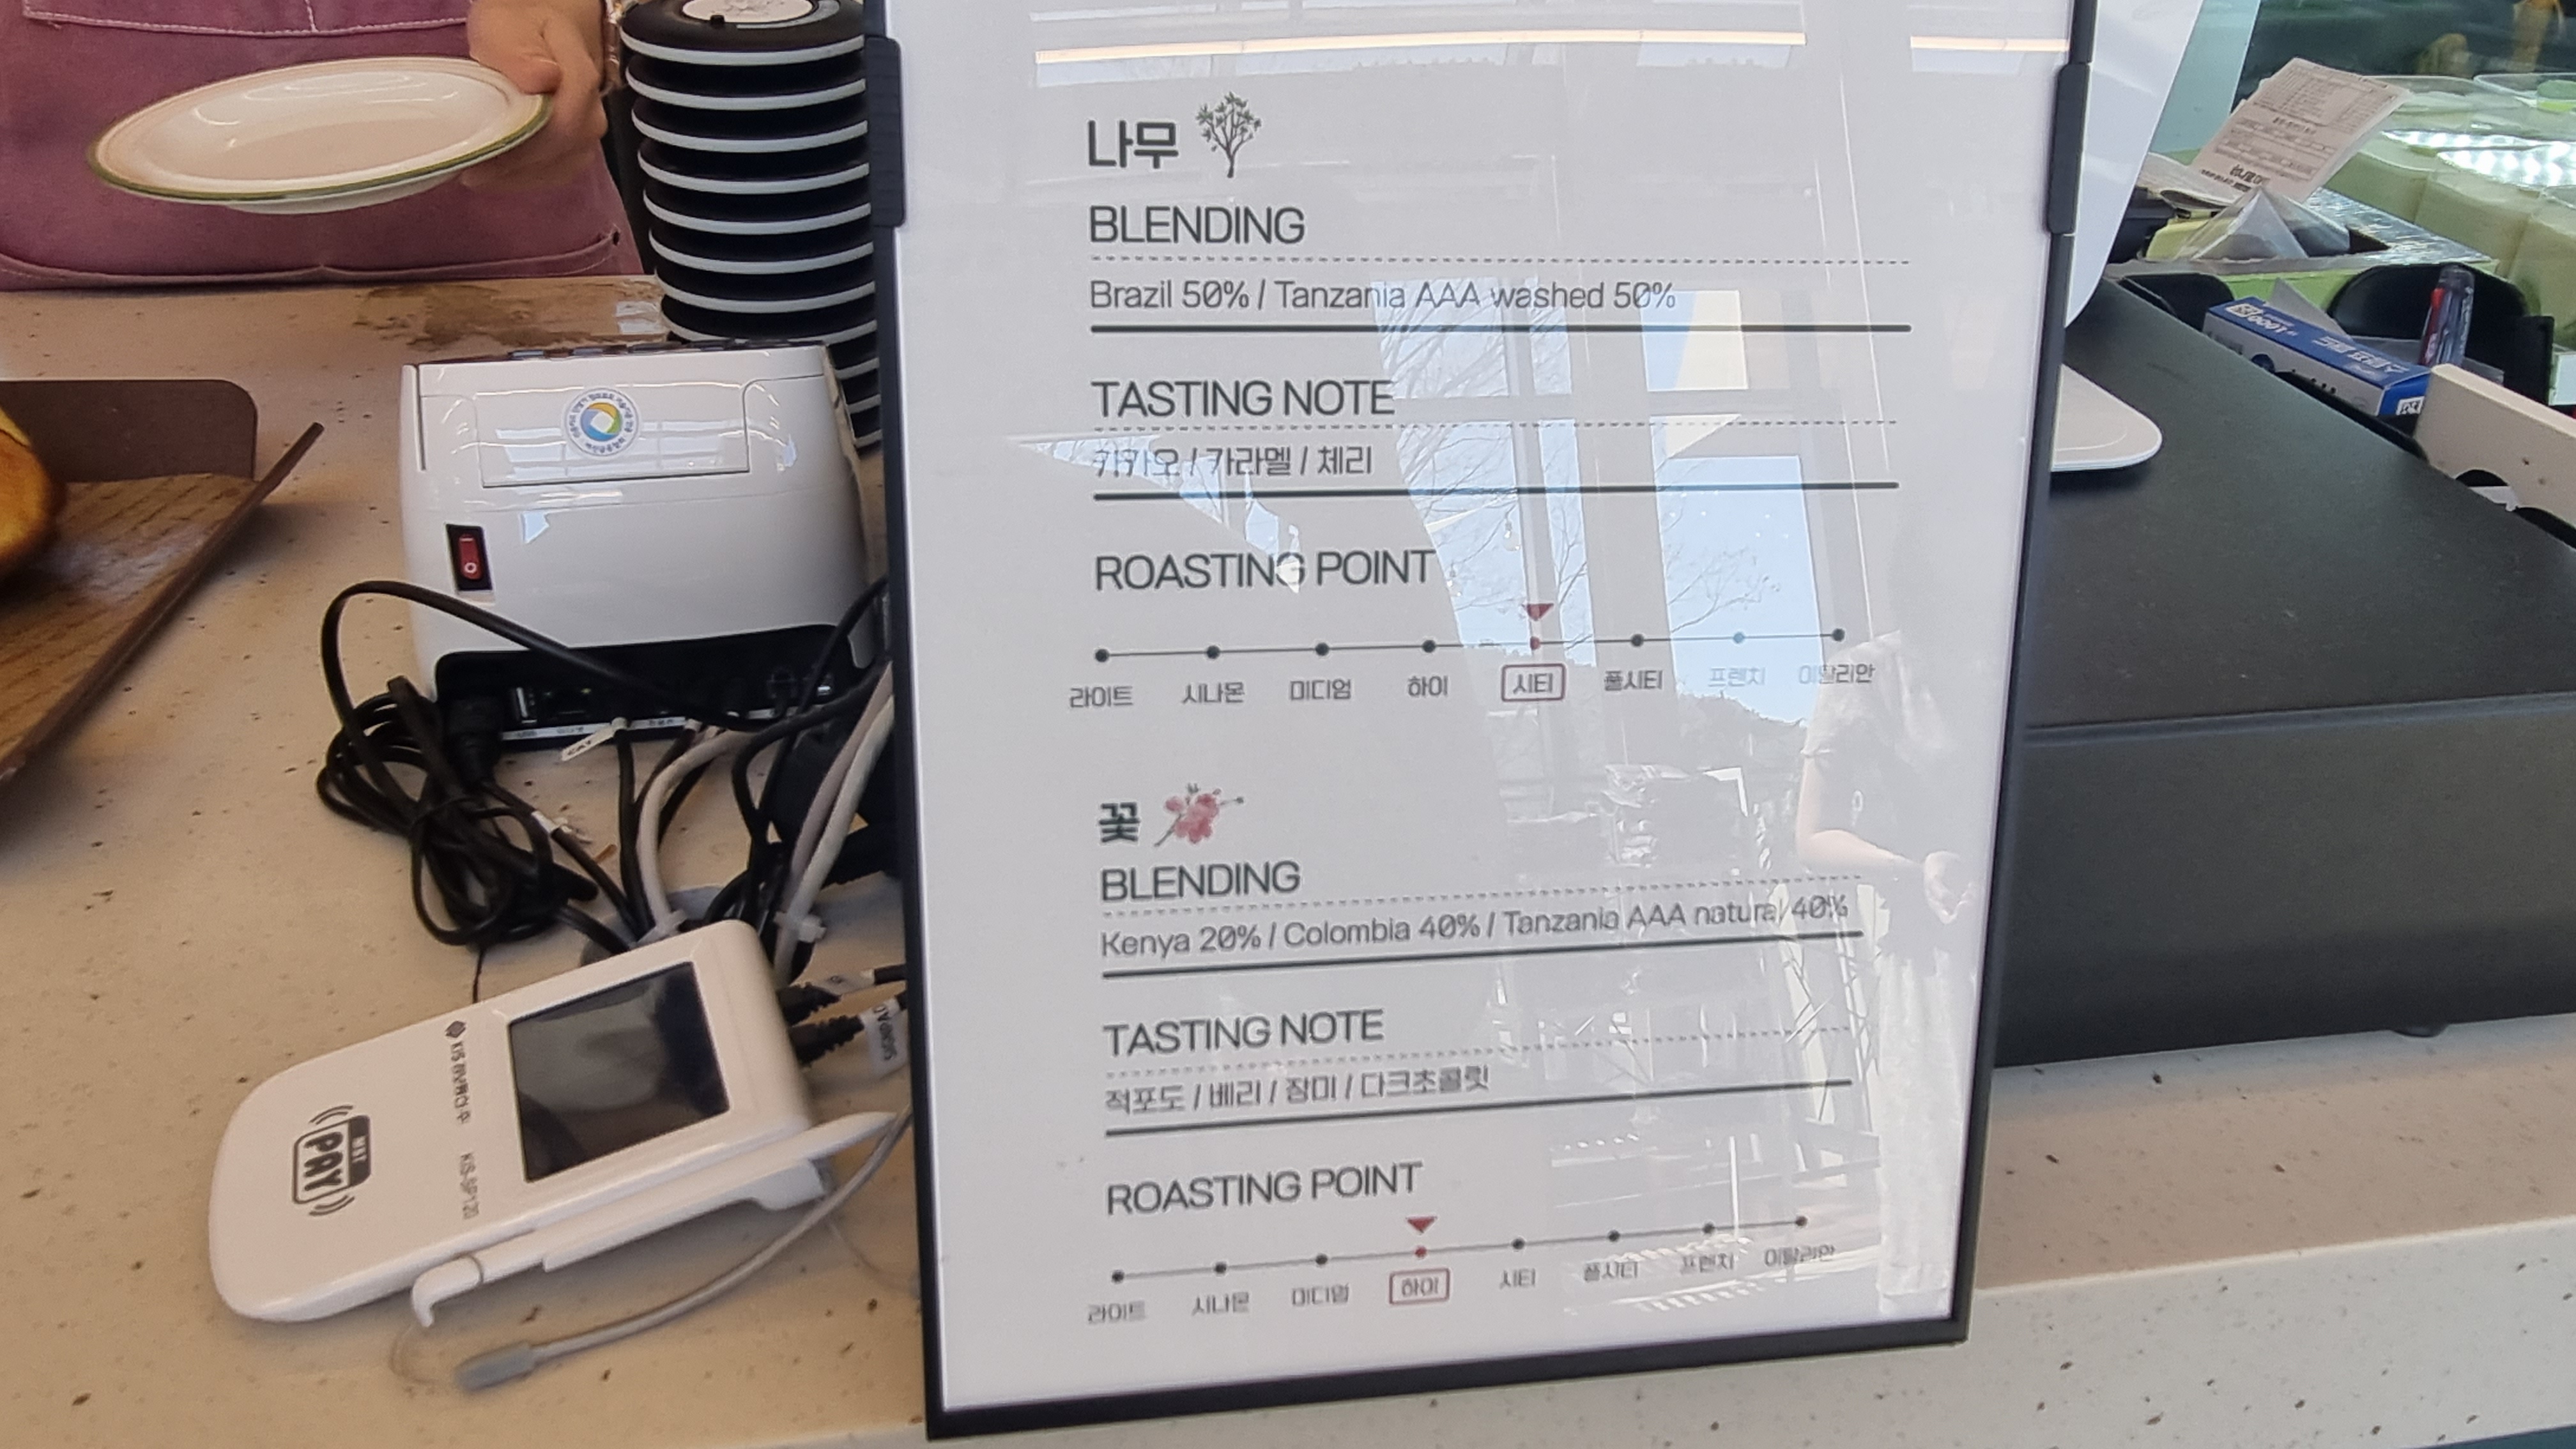 나무
BLENDING
Brazil 50% / Tanzania AAA washed 50%
TASTING NOTE
카카오 / 카라멜 / 체리
ROASTING POINT
라이트 시나몬 미디엄 하이 시티 풀시티 프렌치 이탈리안
꽃
BLENDING
Kenya 20% / Colombia 40% / Tanzania AAA natural 40%
TASTING NOTE
적포도 / 베리 / 장미 / 다크초콜릿
ROASTING POINT
라이트 시나몬 미디엄 하이 시티 풀시티 프렌치 이탈리안
KIS
KIS-SP120
PAY